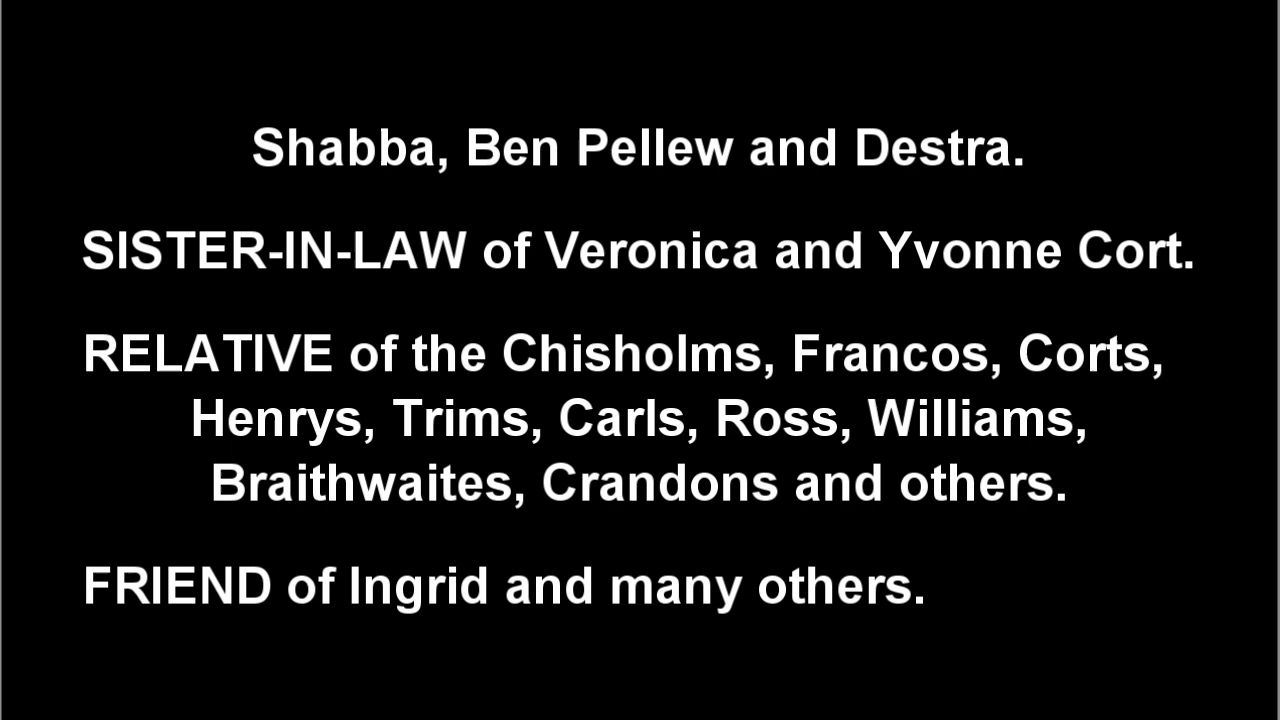 Shabba, Ben Pellew and Destra.
SISTER-IN-LAW of Veronica and Yvonne Cort.
RELATIVE of the Chisholms, Francos, Corts,
Henrys, Trims, Carls, Ross, Williams,
Braithwaites, Crandons and others.
FRIEND of Ingrid and many others.